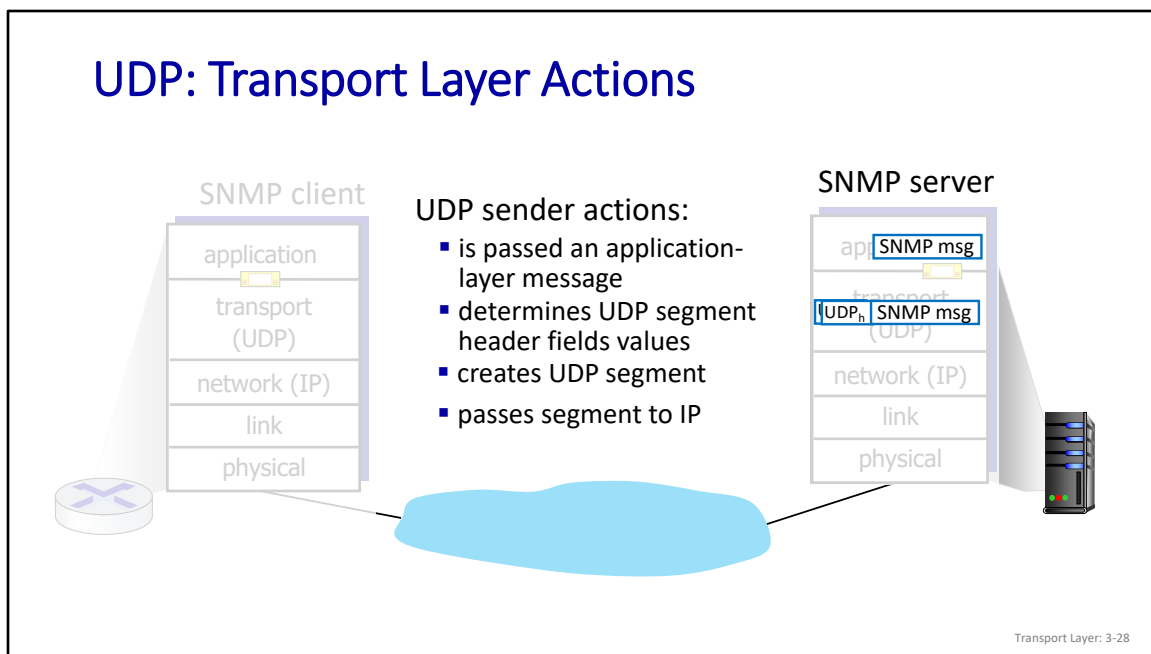 UDP: Transport Layer Actions
SNMP client
application
transport
(UDP)
network (IP)
link
physical
UDP sender actions:
▪ is passed an application-
layer message
▪ determines UDP segment
header fields values
▪ creates UDP segment
▪ passes segment to IP
SNMP server
SNMP msg
transport
UDPh SNMP msg
(UDP)
network (IP)
link
physical
Transport Layer: 3-28